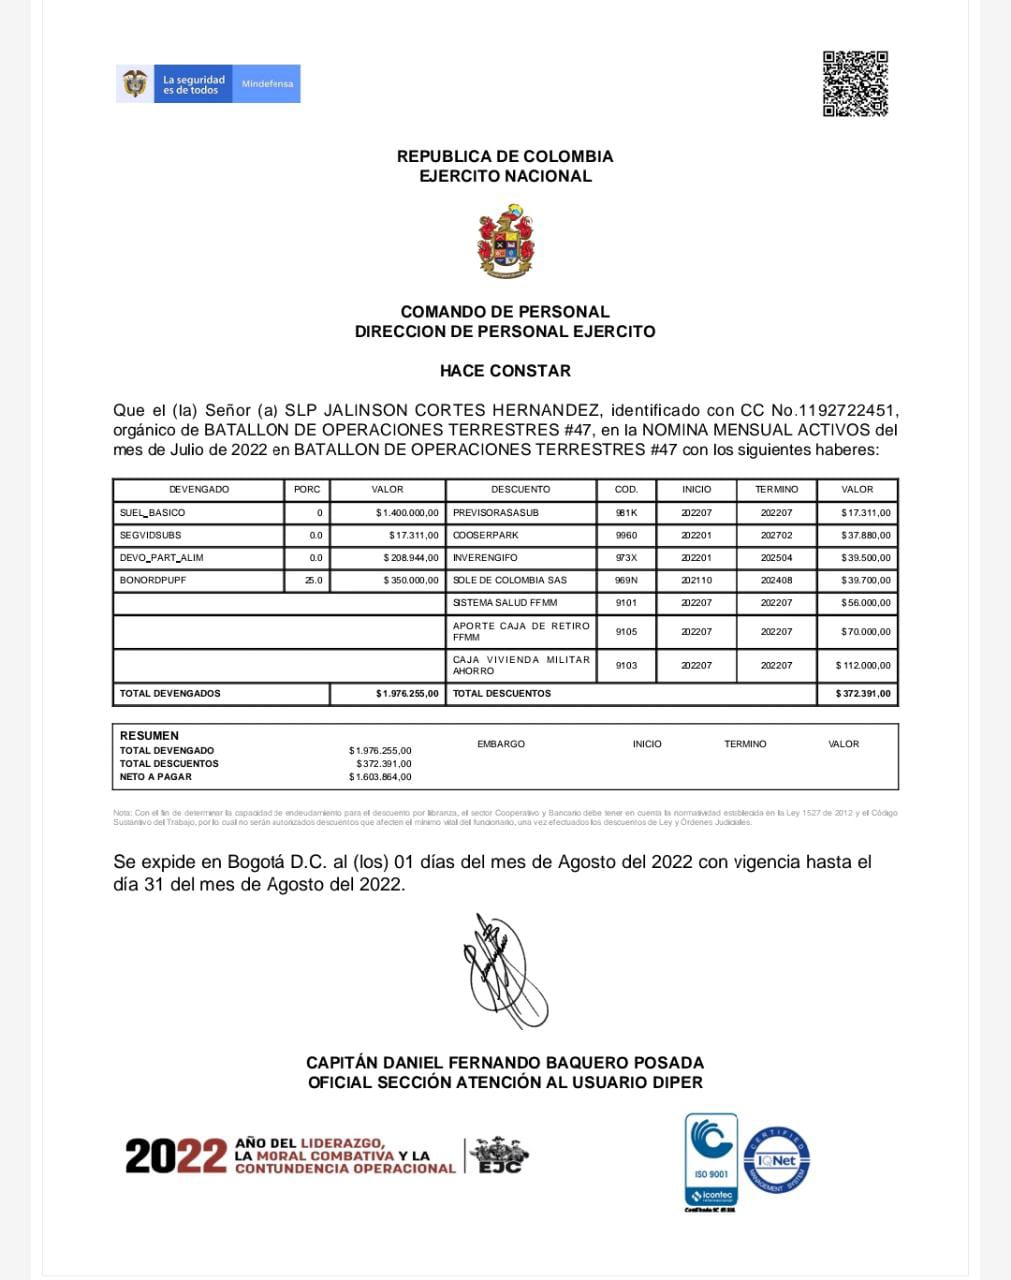 La seguridad
es de todos
Mindefensa
REPUBLICA DE COLOMBIA
EJERCITO NACIONAL
COMANDO DE PERSONAL
DIRECCION DE PERSONAL EJERCITO
HACE CONSTAR
Que el (la) Señor (a) SLP JALINSON CORTES HERNANDEZ, identificado con CC No.1192722451,
orgánico de BATALLON DE OPERACIONES TERRESTRES #47, en la NOMINA MENSUAL ACTIVOS del
mes de Julio de 2022 en BATALLON DE OPERACIONES TERRESTRES #47 con los siguientes haberes:
DEVENGADO PORC VALOR DESCUENTO COD. INICIO TERMINO VALOR
SUEL_BASICO 0 $1.400.000,00 PREVISORASASUB 981K 202207 202207 $17.311,00
SEGVIDSUBS 0.0 $17.311,00 COOSERPARK 9960 202201 202702 $37.880,00
DEVO_PART_ALIM 0.0 $208.944,00 INVERENGIFO 973X 202201 202504 $39.500,00
BONORDPUPF 25.0 $350.000,00 SOLE DE COLOMBIA SAS 969N 202110 202408 $39.700,00
SISTEMA SALUD FFMM 9101 202207 202207 $56.000,00
APORTE CAJA DE RETIRO
FFMM 9105 202207 202207 $70.000,00
CAJA VIVIENDA MILITAR
AHORRO 9103 202207 202207 $112.000,00
TOTAL DEVENGADOS $1.976.255,00 TOTAL DESCUENTOS $372.391,00
RESUMEN
EMBARGO INICIO TERMINO VALOR
TOTAL DEVENGADO $1.976.255,00
TOTAL DESCUENTOS $372.391,00
NETO A PAGAR $1.603.864,00
Nota: Con el fin de determinar la capacidad de endeudamiento para el descuento por libranza, el sector Cooperativo y Bancario debe tener en cuenta la normatividad establecida en la Ley 1527 de 2012 y el Código
Sustantivo del Trabajo, por lo cual no serán autorizados descuentos que afecten el mínimo vital del funcionario, una vez efectuados los descuentos de Ley y Órdenes Judiciales.
Se expide en Bogotá D.C. al (los) 01 días del mes de Agosto del 2022 con vigencia hasta el
día 31 del mes de Agosto del 2022.
CAPITÁN DANIEL FERNANDO BAQUERO POSADA
OFICIAL SECCIÓN ATENCIÓN AL USUARIO DIPER
2022 AÑO DEL LIDERAZGO,
LA MORAL COMBATIVA Y LA
CONTUNDENCIA OPERACIONAL
EJC
ISO 9001
icontec
internacional
CERTIFIED
IQNet
MANAGEMENT SYSTEM